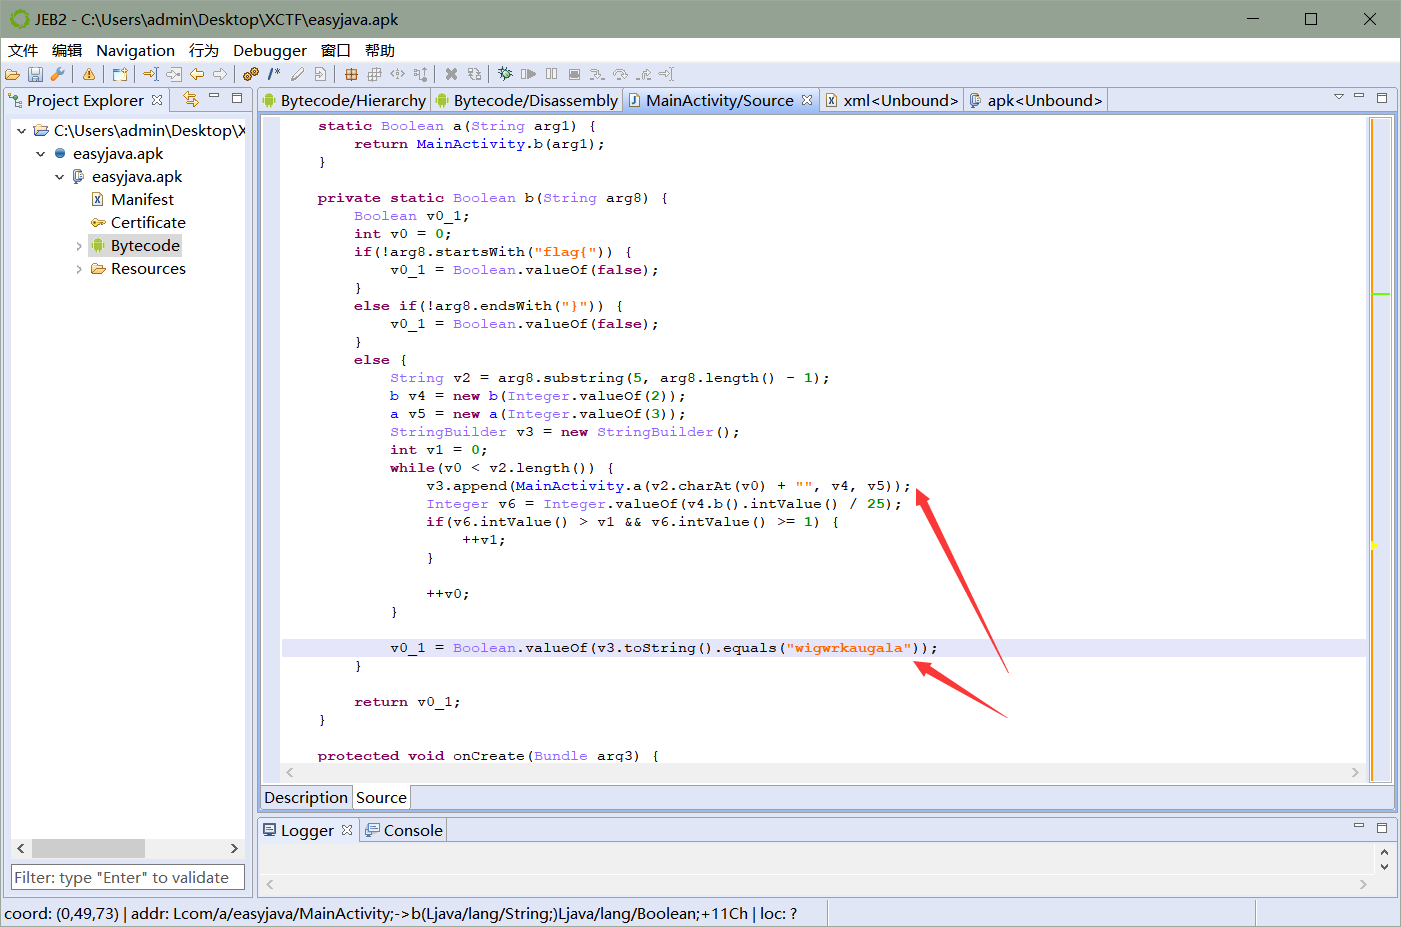 JEB2 - C:\Users\admin\Desktop\XCTF\easyjava.apk
文件 编辑 Navigation 行为 Debugger 窗口 帮助
Project Explorer
C:\Users\admin\Desktop\X
easyjava.apk
easyjava.apk
Manifest
Certificate
Bytecode
Resources
Filter: type "Enter" to validate
Bytecode/Hierarchy Bytecode/Disassembly MainActivity/Source xml<Unbound> apk<Unbound>
static Boolean a(String arg1) {
return MainActivity.b(arg1);
}
private static Boolean b(String arg8) {
Boolean v0_1;
int v0 = 0;
if(!arg8.startsWith("flag{")) {
v0_1 = Boolean.valueOf(false);
}
else if(!arg8.endsWith("}")) {
v0_1 = Boolean.valueOf(false);
}
else {
String v2 = arg8.substring(5, arg8.length() - 1);
b v4 = new b(Integer.valueOf(2));
a v5 = new a(Integer.valueOf(3));
StringBuilder v3 = new StringBuilder();
int v1 = 0;
while(v0 < v2.length()) {
v3.append(MainActivity.a(v2.charAt(v0) + "", v4, v5));
Integer v6 = Integer.valueOf(v4.b().intValue() / 25);
if(v6.intValue() > v1 && v6.intValue() >= 1) {
++v1;
}
++v0;
}
v0_1 = Boolean.valueOf(v3.toString().equals("wigwrkaugala"));
}
return v0_1;
}
protected void onCreate(Bundle arg3) {
Description Source
Logger Console
coord: (0,49,73) | addr: Lcom/a/easyjava/MainActivity;->b(Ljava/lang/String;)Ljava/lang/Boolean;+11Ch | loc: ?